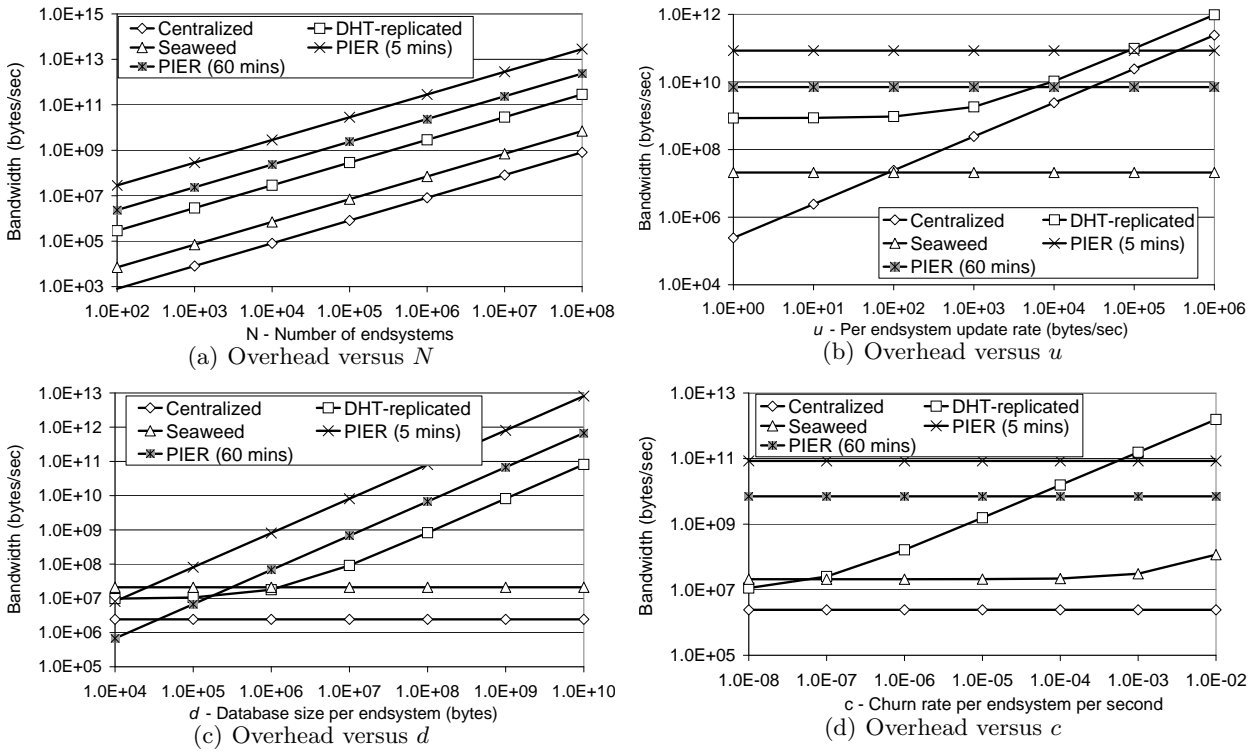 1.0E+15
1.0E+13
1.0E+11
1.0E+09
1.0E+07
1.0E+05
1.0E+03
Bandwidth (bytes/sec)
Centralized
DHT-replicated
Seaweed
PIER (5 mins)
PIER (60 mins)
1.0E+02 1.0E+03 1.0E+04 1.0E+05 1.0E+06 1.0E+07 1.0E+08
N - Number of endsystems
(a) Overhead versus N
1.0E+12
1.0E+10
1.0E+08
1.0E+06
1.0E+04
Bandwidth (bytes/sec)
Centralized
DHT-replicated
Seaweed
PIER (5 mins)
PIER (60 mins)
1.0E+00 1.0E+01 1.0E+02 1.0E+03 1.0E+04 1.0E+05 1.0E+06
u - Per endsystem update rate (bytes/sec)
(b) Overhead versus u
1.0E+13
1.0E+12
1.0E+11
1.0E+10
1.0E+09
1.0E+08
1.0E+07
1.0E+06
1.0E+05
Bandwidth (bytes/sec)
Centralized
DHT-replicated
Seaweed
PIER (5 mins)
PIER (60 mins)
1.0E+04 1.0E+05 1.0E+06 1.0E+07 1.0E+08 1.0E+09 1.0E+10
d - Database size per endsystem (bytes)
(c) Overhead versus d
1.0E+13
1.0E+11
1.0E+09
1.0E+07
1.0E+05
Bandwidth (bytes/sec)
Centralized
DHT-replicated
Seaweed
PIER (5 mins)
PIER (60 mins)
1.0E-08 1.0E-07 1.0E-06 1.0E-05 1.0E-04 1.0E-03 1.0E-02
c - Churn rate per endsystem per second
(d) Overhead versus c